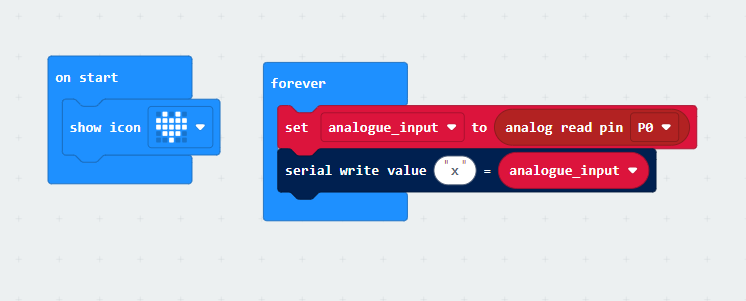 on start
show icon
forever
set analogue_input to analog read pin P0
serial write value "x" = analogue_input